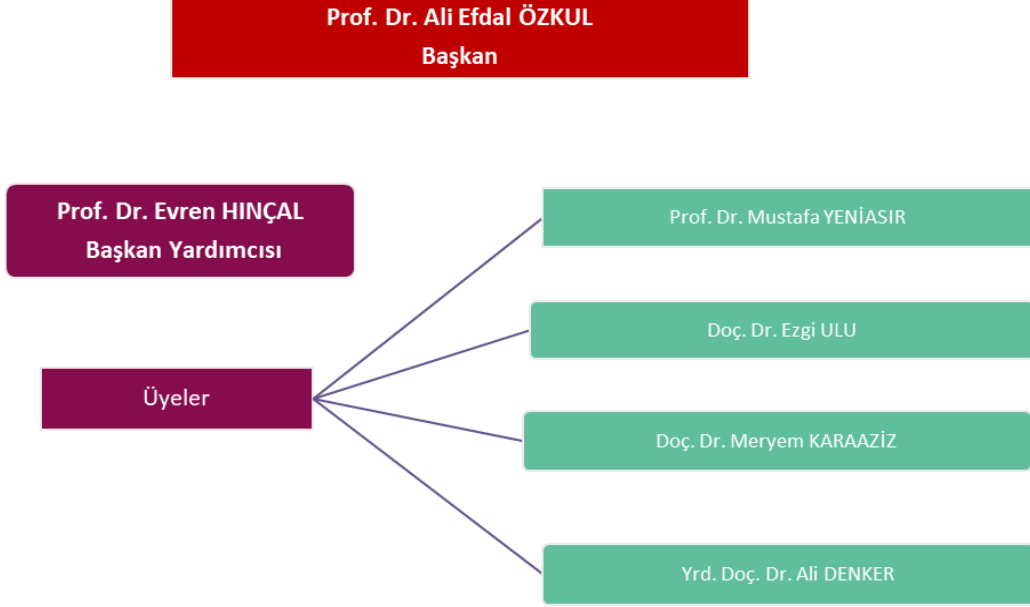 Prof. Dr. Ali Efdal ÖZKUL
Başkan
Prof. Dr. Evren HINÇAL
Başkan Yardımcısı
Üyeler
Prof. Dr. Mustafa YENİASIR
Doç. Dr. Ezgi ULU
Doç. Dr. Meryem KARAAZİZ
Yrd. Doç. Dr. Ali DENKER